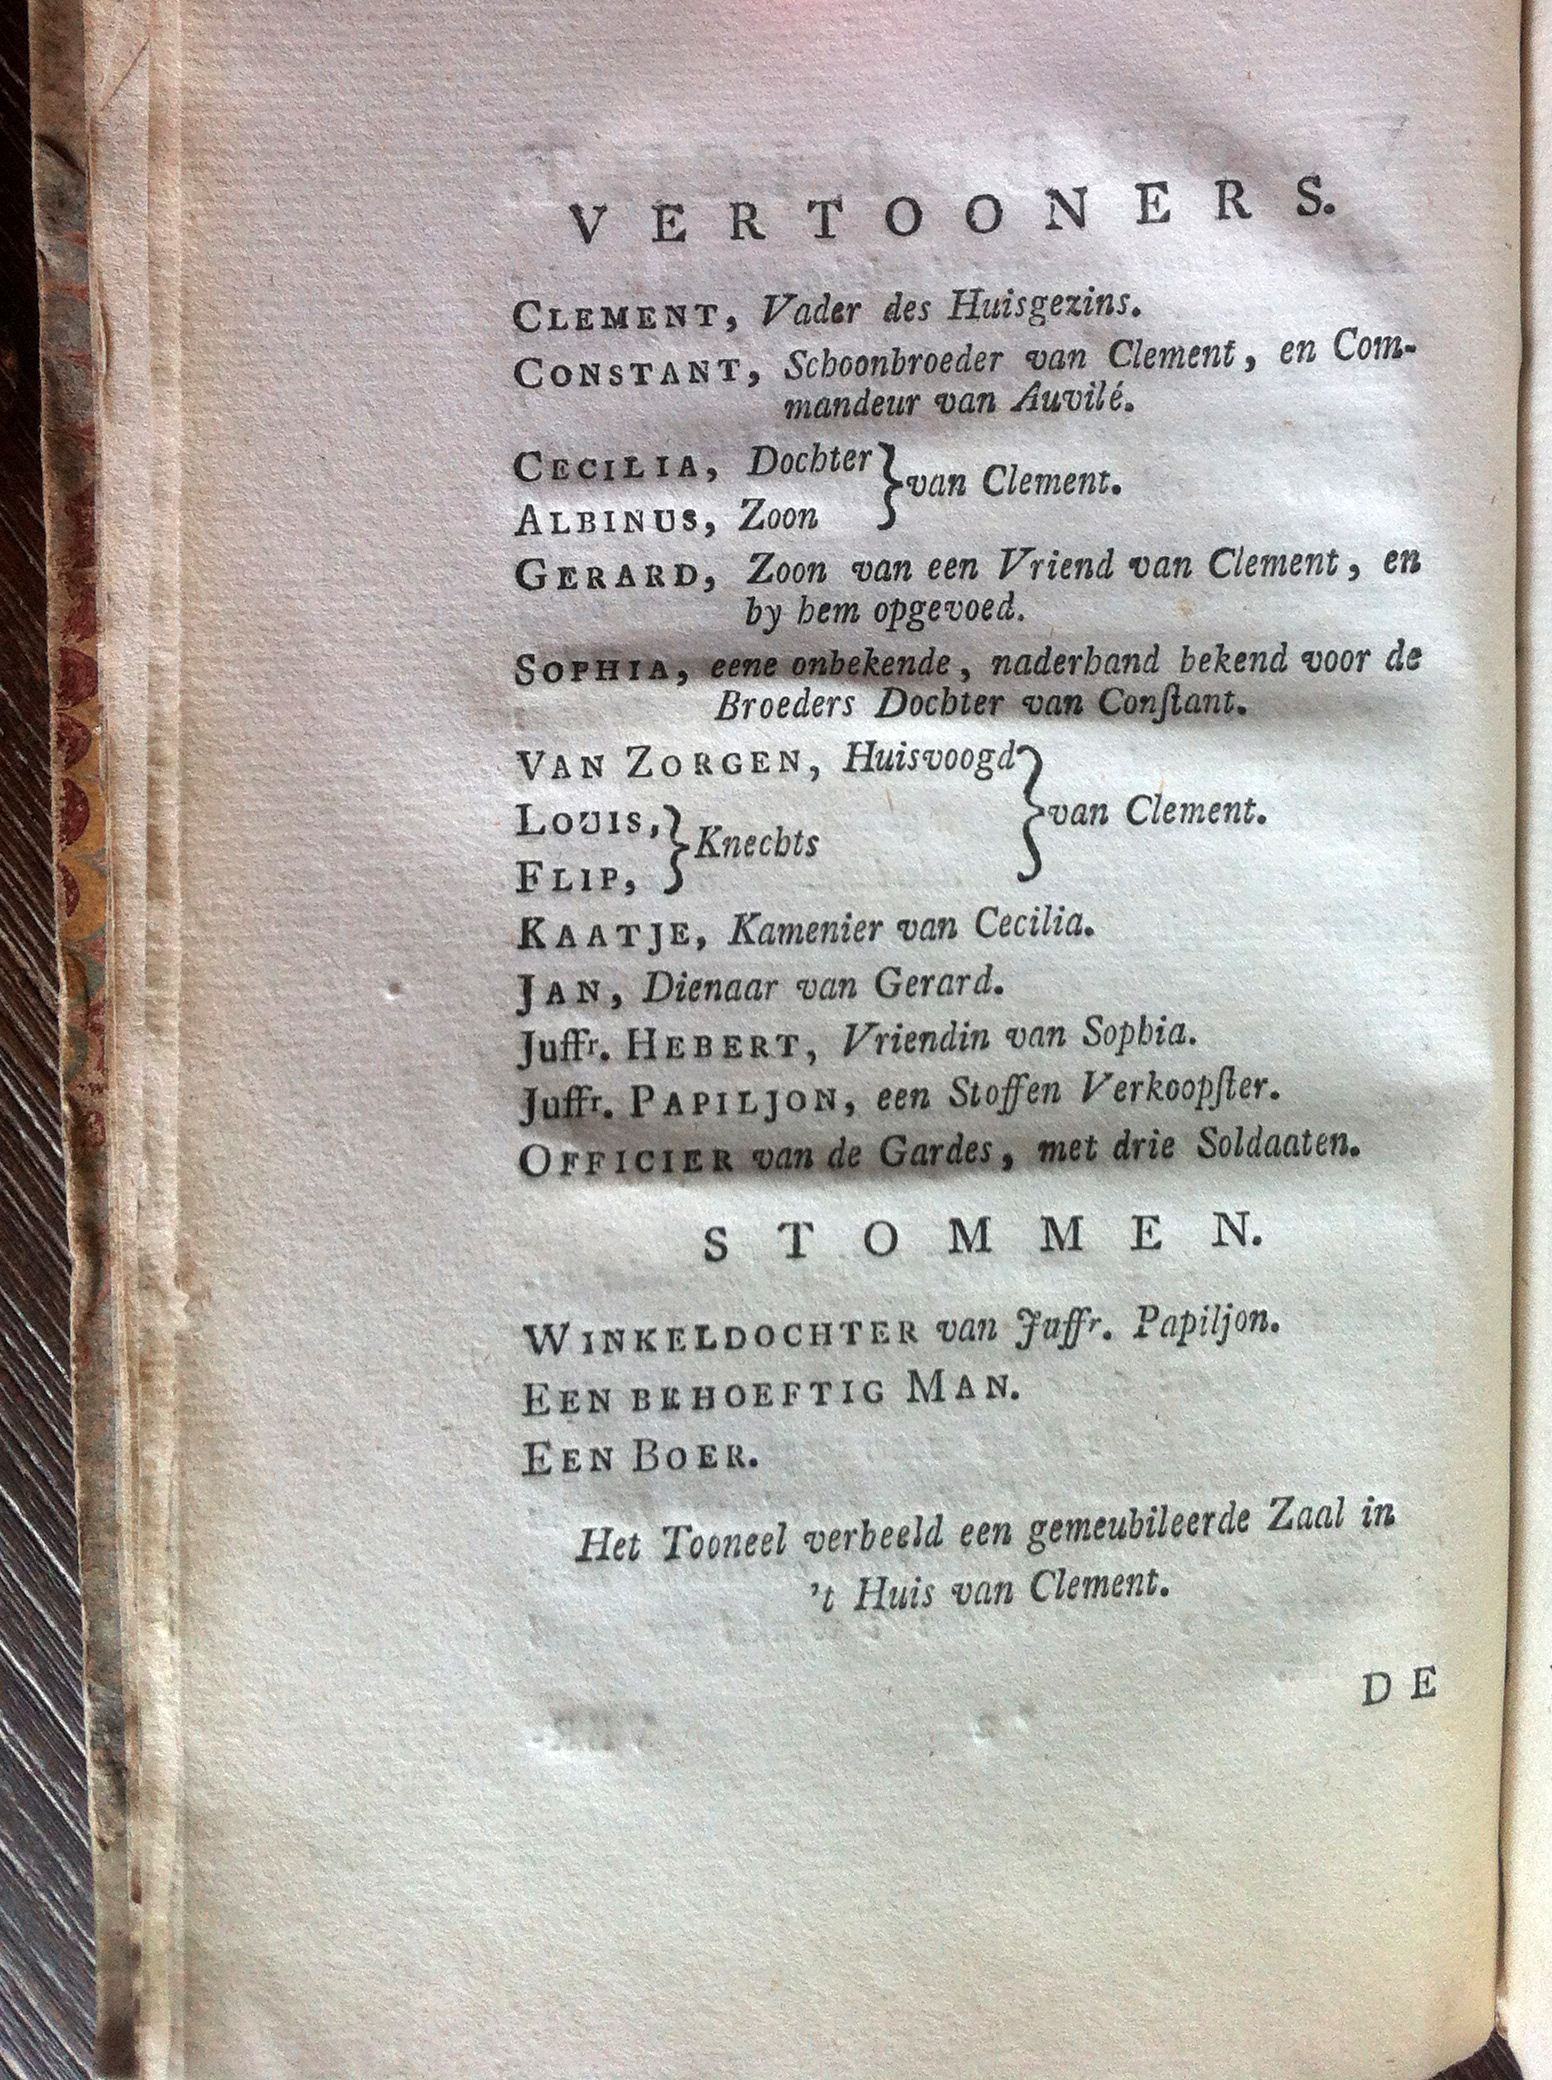 VERTOONERS.
CLEMENT, Vader des Huisgezins.
CONSTANT, Schoonbroeder van Clement, en Com-
mandeur van Auvilé.
CECILIA, Dochter } van Clement.
ALBINUS, Zoon
GERARD, Zoon van een Vriend van Clement, en
by hem opgevoed.
SOPHIA, eene onbekende, naderhand bekend voor de
Broeders Dochter van Conſtant.
VAN ZORGEN, Huisvoogd } van Clement.
LOUIS, } Knechts
FLIP,
KAATJE, Kamenier van Cecilia.
JAN, Dienaar van Gerard.
Juffr. HEBERT, Vriendin van Sophia.
Juffr. PAPILJON, een Stoffen Verkoopſter.
OFFICIER van de Gardes, met drie Soldaaten.
STOMMEN.
WINKELDOCHTER van Juffr. Papiljon.
EEN BEHOEFTIG MAN.
EEN BOER.
Het Tooneel verbeeld een gemeubileerde Zaal in
't Huis van Clement.
DE